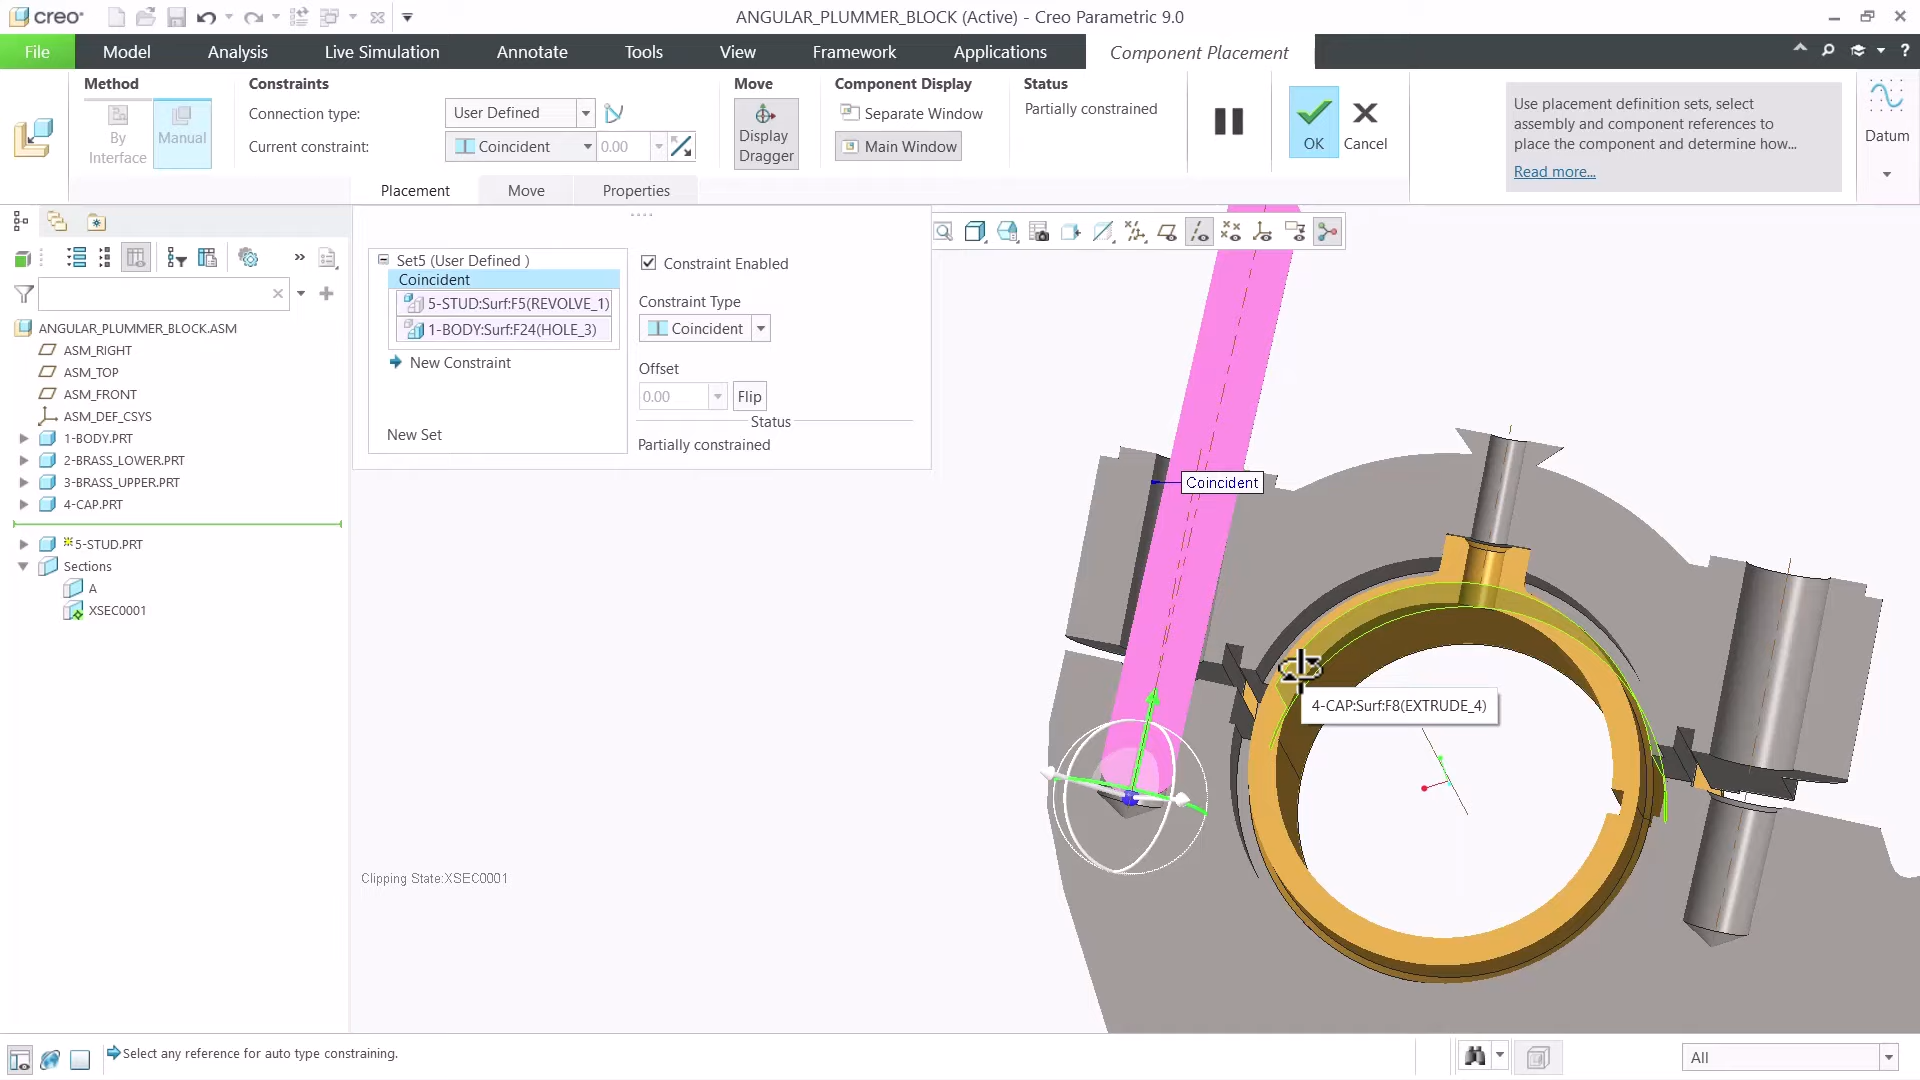 creo
ANGULAR_PLUMMER_BLOCK (Active) - Creo Parametric 9.0
File
Model
Analysis
Live Simulation
Annotate
Tools
View
Framework
Applications
Component Placement
?
Method
By Interface
Manual
Constraints
Connection type:
User Defined
Current constraint:
Coincident
0.00
Move
Display Dragger
Component Display
Separate Window
Main Window
Status
Partially constrained
OK
Cancel
Use placement definition sets, select
assembly and component references to
place the component and determine how...
Read more...
Datum
Placement
Move
Properties
Set5 (User Defined )
Coincident
5-STUD:Surf:F5(REVOLVE_1)
1-BODY:Surf:F24(HOLE_3)
New Constraint
New Set
Constraint Enabled
Constraint Type
Coincident
Offset
0.00
Flip
Status
Partially constrained
ANGULAR_PLUMMER_BLOCK.ASM
ASM_RIGHT
ASM_TOP
ASM_FRONT
ASM_DEF_CSYS
1-BODY.PRT
2-BRASS_LOWER.PRT
3-BRASS_UPPER.PRT
4-CAP.PRT
5-STUD.PRT
Sections
A
XSEC0001
Coincident
4-CAP:Surf:F8(EXTRUDE_4)
Clipping State:XSEC0001
Select any reference for auto type constraining.
All